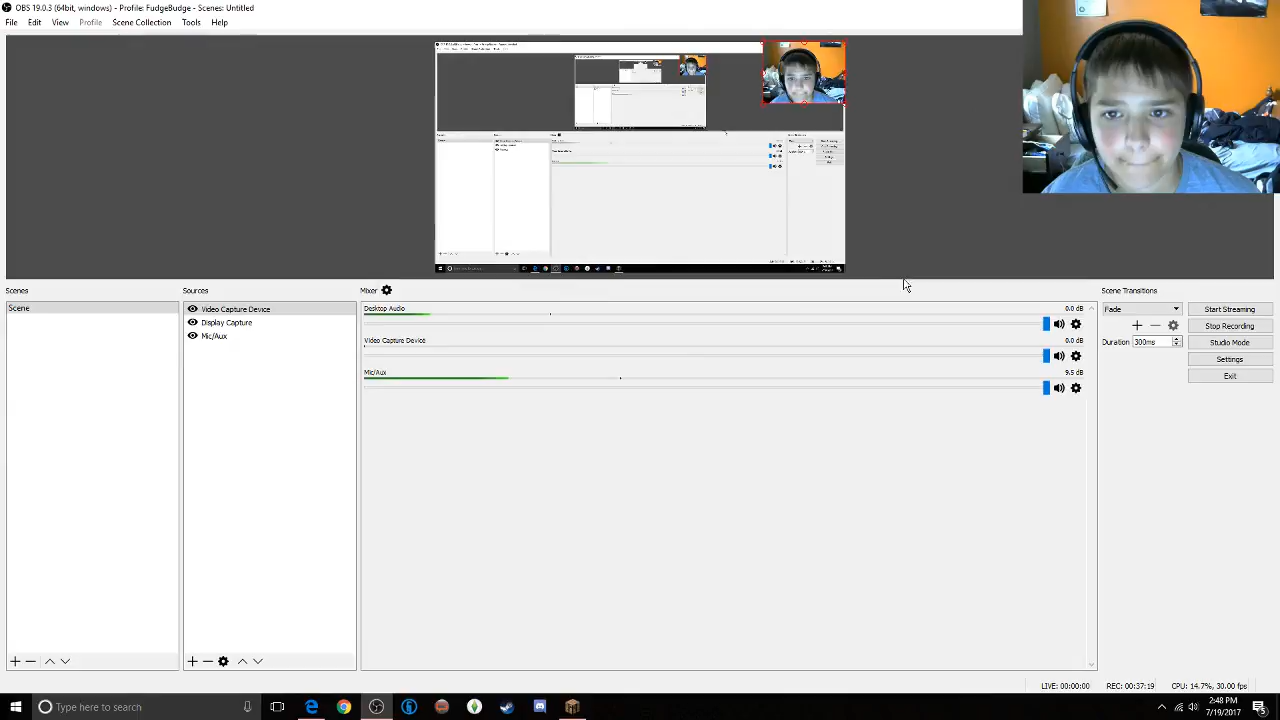 OBS 19.0.3 (64bit, windows) - Profile: FudgeBudge - Scenes: Untitled
File Edit View Profile Scene Collection Tools Help
Scenes Sources Mixer Scene Transitions
Scene
Video Capture Device
Display Capture
Mic/Aux
Desktop Audio 0.0 dB
Video Capture Device 0.0 dB
Mic/Aux 9.5 dB
Fade
Duration 300ms
Start Streaming
Stop Recording
Studio Mode
Settings
Exit
LIVE: 00:00:00 REC: 00:37:19 CPU: 14.7%, 30.00 fps
Type here to search
2:48 PM
7/19/2017